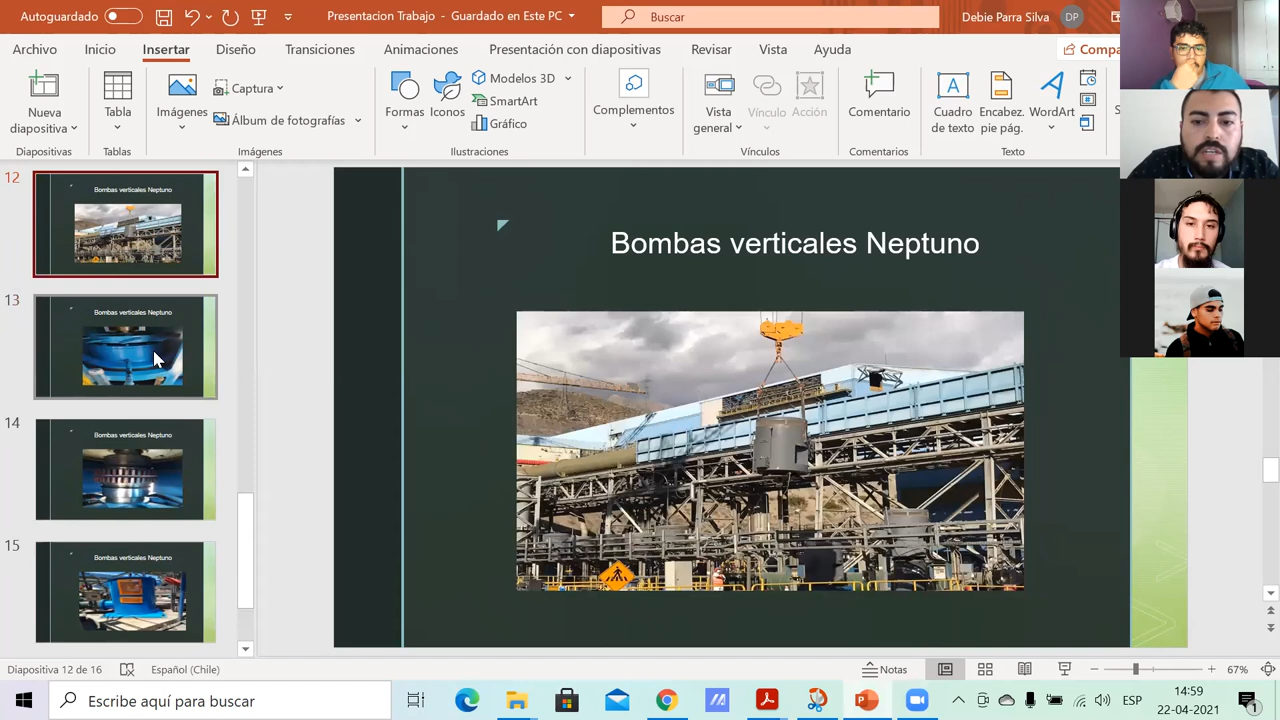 Autoguardado
Presentacion Trabajo - Guardado en Este PC
Buscar
Debie Parra Silva
DP
Archivo
Inicio
Insertar
Diseño
Transiciones
Animaciones
Presentación con diapositivas
Revisar
Vista
Ayuda
Nueva
diapositiva
Diapositivas
Tabla
Tablas
Imágenes
Captura
Álbum de fotografías
Imágenes
Formas
Iconos
Modelos 3D
SmartArt
Gráfico
Ilustraciones
Complementos
Vista
general
Vínculo
Acción
Vínculos
Comentario
Comentarios
Cuadro
de texto
Encabez.
pie pág.
WordArt
Texto
12
Bombas verticales Neptuno
13
Bombas verticales Neptuno
14
Bombas verticales Neptuno
15
Bombas verticales Neptuno
Bombas verticales Neptuno
Diapositiva 12 de 16
Español (Chile)
Notas
67%
Escribe aquí para buscar
ESP
14:59
22-04-2021
1